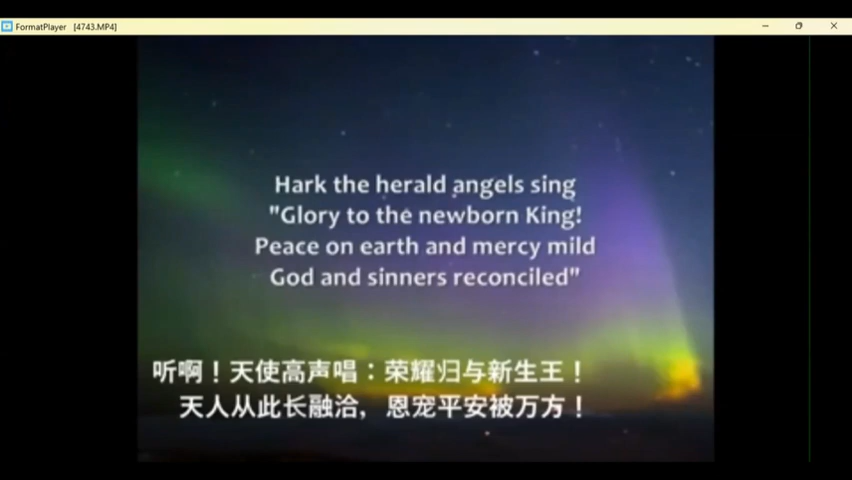 FormatPlayer [4743.MP4]
Hark the herald angels sing
"Glory to the newborn King!
Peace on earth and mercy mild
God and sinners reconciled"
听啊！天使高声唱：荣耀归与新生王！
天人从此长融洽，恩宠平安被万方！